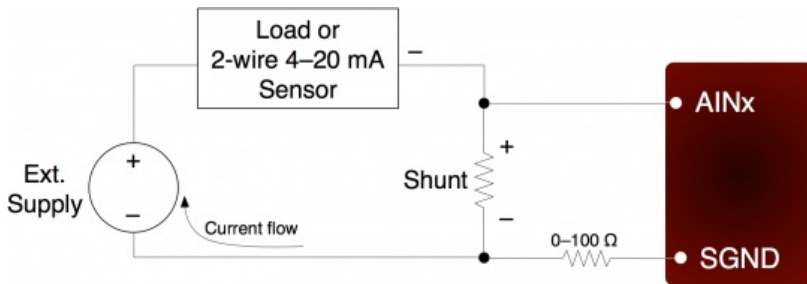 Load or
2-wire 4–20 mA
Sensor
–
AINx
+
Ext.
Supply
+
Shunt
–
–
Current flow
0–100 Ω
SGND